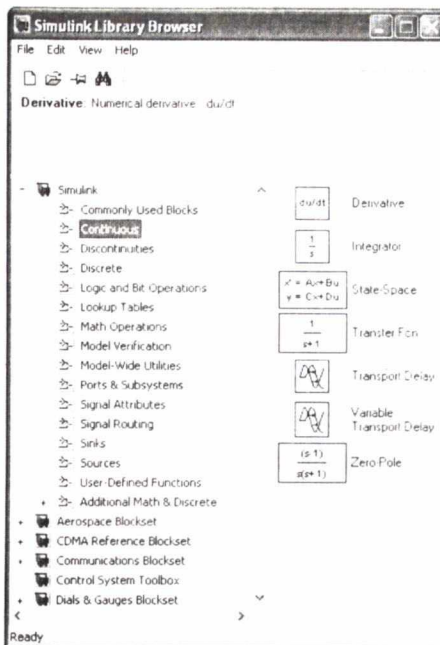 Simulink Library Browser
File Edit View Help
Derivative: Numerical derivative: du/dt
- Simulink
Commonly Used Blocks
Continuous
Discontinuities
Discrete
Logic and Bit Operations
Lookup Tables
Math Operations
Model Verification
Model-Wide Utilities
Ports & Subsystems
Signal Attributes
Signal Routing
Sinks
Sources
User-Defined Functions
+ Additional Math & Discrete
+ Aerospace Blockset
+ CDMA Reference Blockset
+ Communications Blockset
Control System Toolbox
+ Dials & Gauges Blockset
du/dt Derivative
1
s
Integrator
x' = Ax+Bu
y = Cx+Du
State-Space
1
s+1
Transfer Fcn
Transport Delay
Variable
Transport Delay
(s-1)
s(s+1)
Zero-Pole
Ready